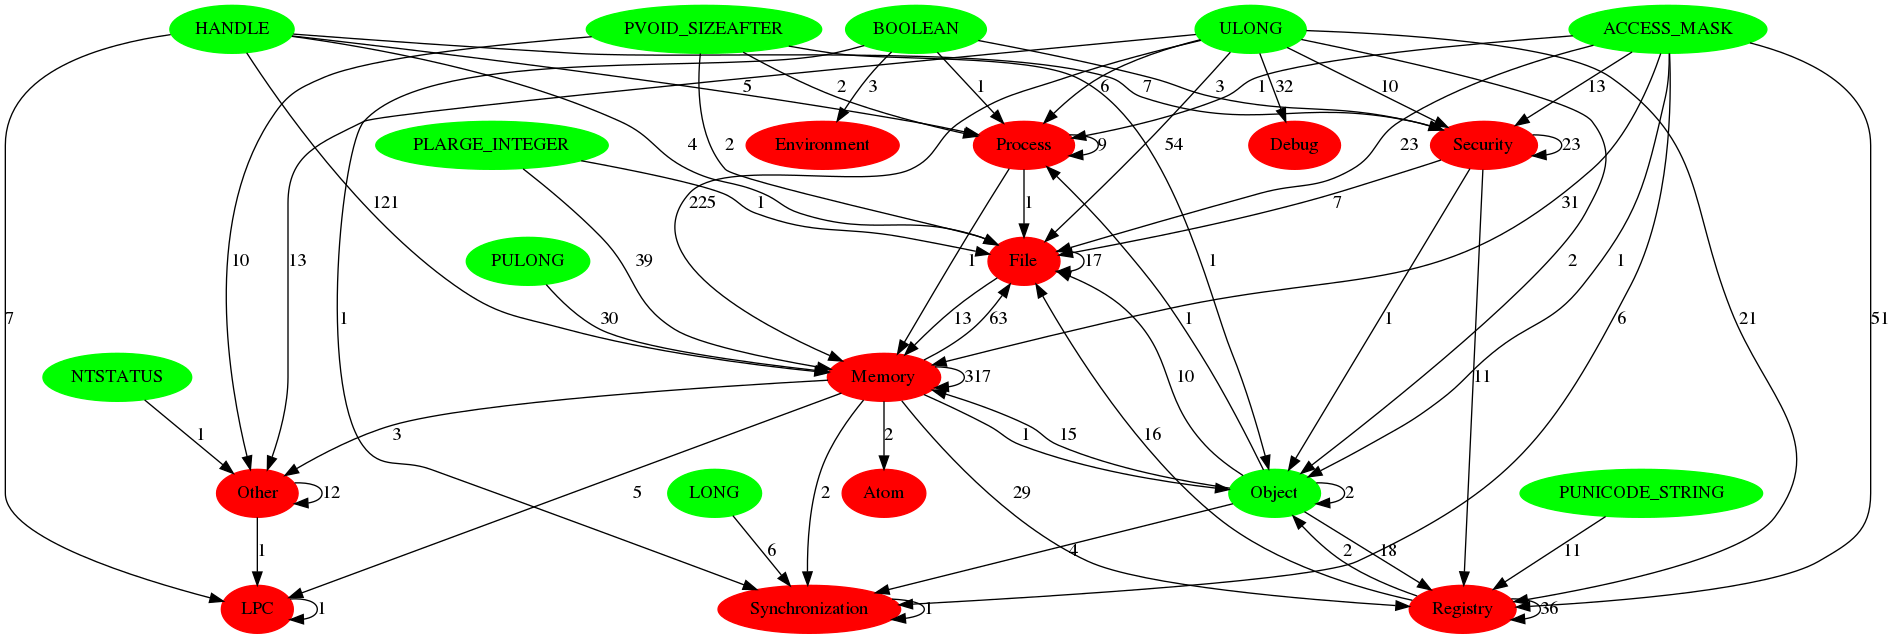 HANDLE
PVOID_SIZEAFTER
BOOLEAN
ULONG
ACCESS_MASK
5
2
1
3
6
7
3
1
32
10
13
PLARGE_INTEGER
Environment
Process
9
Debug
Security
23
4
2
54
23
121
1
225
1
7
31
PULONG
File
17
10
13
39
1
1
2
1
7
1
30
13
63
1
1
6
21
51
NTSTATUS
Memory
317
10
11
1
3
2
1
15
16
Other
12
5
2
29
LONG
Atom
Object
2
PUNICODE_STRING
1
6
4
2
18
11
LPC
1
Synchronization
1
Registry
36